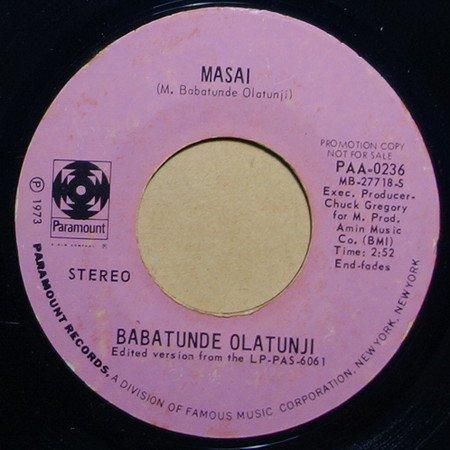 MASAI
(M. Babatunde Olatunji)
PROMOTION COPY
NOT FOR SALE
PAA-0236
MB-27718-S
Exec. Producer-
Chuck Gregory
for M. Prod.
Amin Music
Co. (BMI)
Time: 2:52
End-fades
Paramount
Ⓟ 1973
STEREO
BABATUNDE OLATUNJI
Edited version from the LP-PAS-6061
PARAMOUNT RECORDS, A DIVISION OF FAMOUS MUSIC CORPORATION, NEW YORK, NEW YORK